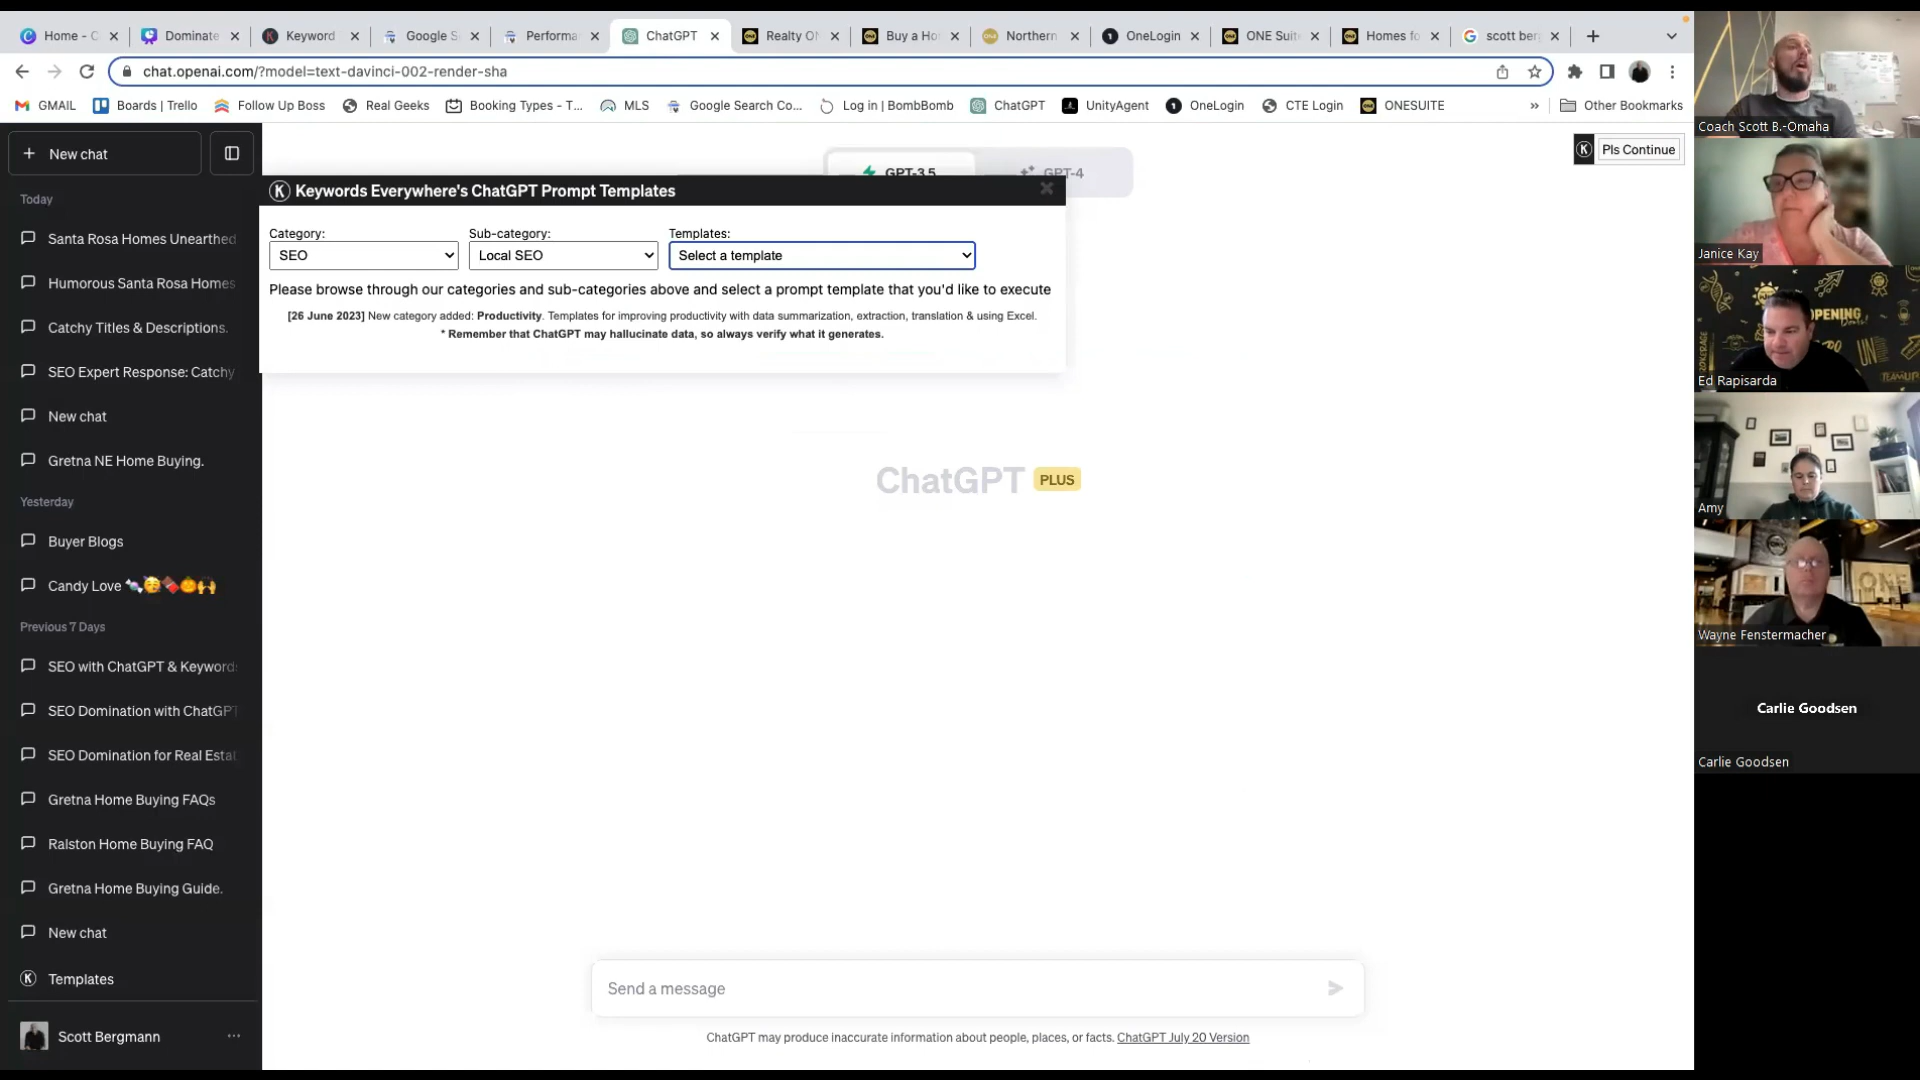 Home - C
Dominate
Keyword
Google S
Performa
ChatGPT
Realty ON
Buy a Ho
Northern
OneLogin
ONE Suit
Homes fo
scott ber
chat.openai.com/?model=text-davinci-002-render-sha
GMAIL
Boards | Trello
Follow Up Boss
Real Geeks
Booking Types - T...
MLS
Google Search Co...
Log in | BombBomb
ChatGPT
UnityAgent
OneLogin
CTE Login
ONESUITE
»
Other Bookmarks
+ New chat
Today
Santa Rosa Homes Unearthed
Humorous Santa Rosa Homes
Catchy Titles & Descriptions.
SEO Expert Response: Catchy
New chat
Gretna NE Home Buying.
Yesterday
Buyer Blogs
Candy Love 🍬🥳🍫🎃🙌
Previous 7 Days
SEO with ChatGPT & Keywords
SEO Domination with ChatGPT
SEO Domination for Real Esta
Gretna Home Buying FAQs
Ralston Home Buying FAQ
Gretna Home Buying Guide.
New chat
K Templates
Scott Bergmann
GPT-3.5
GPT-4
K Pls Continue
K Keywords Everywhere's ChatGPT Prompt Templates
Category:
Sub-category:
Templates:
SEO
Local SEO
Select a template
Please browse through our categories and sub-categories above and select a prompt template that you'd like to execute
[26 June 2023] New category added: Productivity. Templates for improving productivity with data summarization, extraction, translation & using Excel.
* Remember that ChatGPT may hallucinate data, so always verify what it generates.
ChatGPT PLUS
Send a message
ChatGPT may produce inaccurate information about people, places, or facts. ChatGPT July 20 Version
Coach Scott B.-Omaha
Janice Kay
OPENING
Doors!
TEAMUP
Ed Rapisarda
Amy
ONE
Wayne Fenstermacher
Carlie Goodsen
Carlie Goodsen